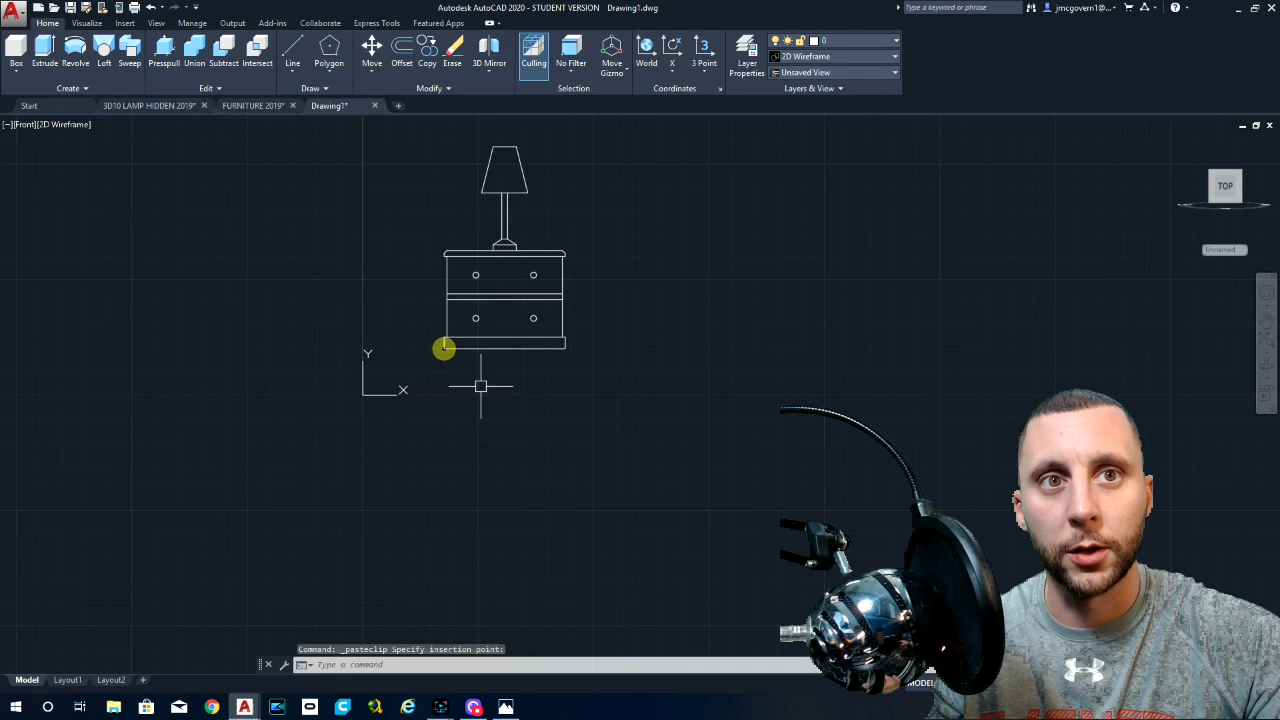 Autodesk AutoCAD 2020 - STUDENT VERSION Drawing1.dwg
Type a keyword or phrase
jmcgovern1@...
Home Visualize Insert Modify Manage Output Add-ins Collaborate Express Tools Featured Apps
Box Extrude Revolve Loft Sweep Presspull Union Subtract Intersect Line Polygon Move Offset Copy Erase 3D Mirror Culling No Filter Move Gizmo World X 3 Point Layer Properties
0
2D Wireframe
Unsaved View
Create Edit Draw Modify Selection Coordinates Layers & View
Start 3D10 LAMP HIDDEN 2019* FURNITURE 2019* Drawing1*
[−][Front][2D Wireframe]
TOP
Unnamed
Y
X
Command: _pasteclip Specify insertion point:
Type a command
Model Layout1 Layout2
MODEL